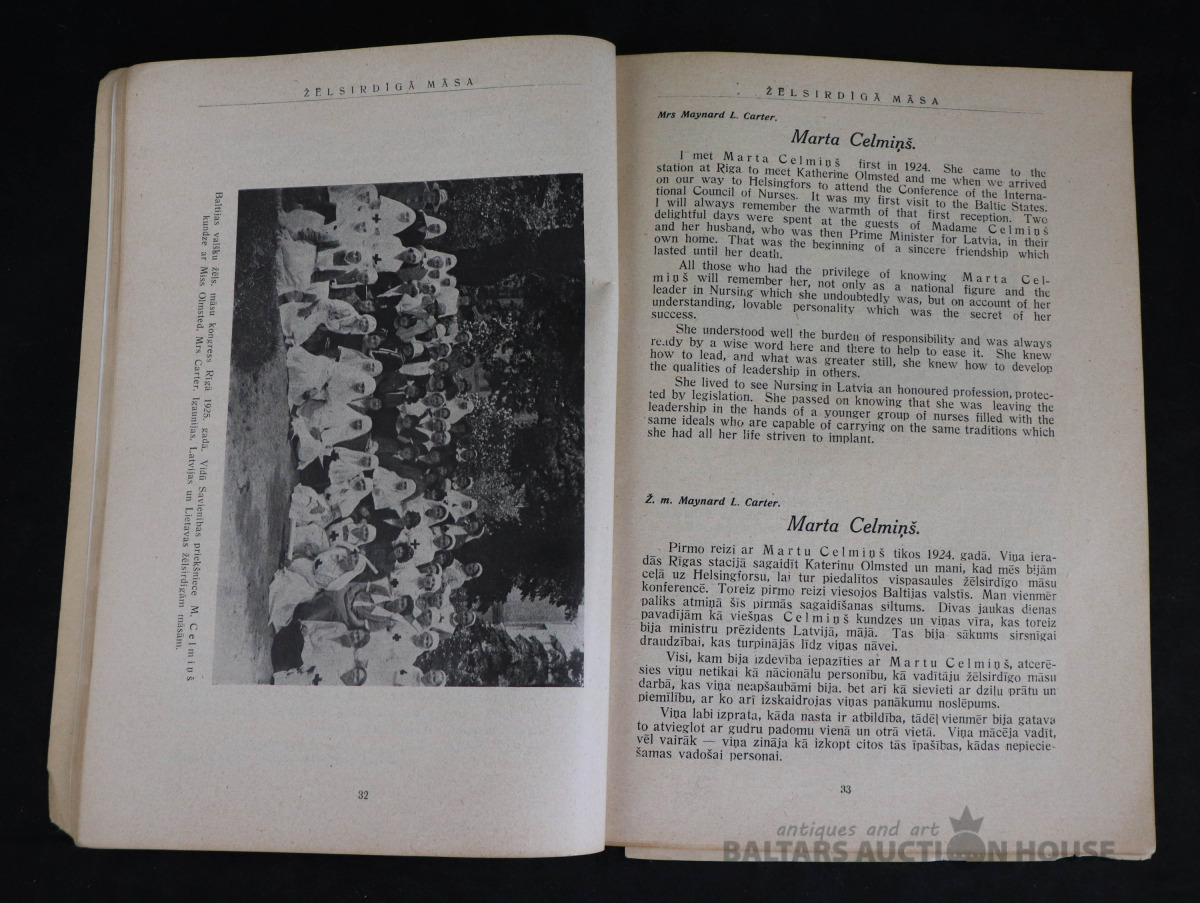 ŽĒLSIRDĪGĀ MĀSA
Baltijas valšķu žēls. māsu kongress Rīgā 1925. gadā. Vidū Savienības priekšniece M. Celmiņš
kundze ar Miss Olmsted, Mrs Carter, Igaunijas, Latvijas un Lietavas žēlsirdīgām māsām.
32
ŽĒLSIRDĪGĀ MĀSA
Mrs Maynard L. Carter.
Marta Celmiņš.
I met Marta Celmiņš first in 1924. She came to the
station at Riga to meet Katherine Olmsted and me when we arrived
on our way to Helsingfors to attend the Conference of the Interna-
tional Council of Nurses. It was my first visit to the Baltic States.
I will always remember the warmth of that first reception. Two
delightful days were spent at the guests of Madame Celmiņš
and her husband, who was then Prime Minister for Latvia, in their
own home. That was the beginning of a sincere friendship which
lasted until her death.
All those who had the privilege of knowing Marta Cel-
miņš will remember her, not only as a national figure and the
leader in Nursing which she undoubtedly was, but on account of her
understanding, lovable personality which was the secret of her
success.
She understood well the burden of responsibility and was always
ready by a wise word here and there to help to ease it. She knew
how to lead, and what was greater still, she knew how to develop
the qualities of leadership in others.
She lived to see Nursing in Latvia an honoured profession, protec-
ted by legislation. She passed on knowing that she was leaving the
leadership in the hands of a younger group of nurses filled with the
same ideals who are capable of carrying on the same traditions which
she had all her life striven to implant.
Ž. m. Maynard L. Carter.
Marta Celmiņš.
Pirmo reizi ar Martu Celmiņš tikos 1924. gadā. Viņa iera-
dās Rīgas stacijā sagaidīt Katerinu Olmsted un mani, kad mēs bijām
ceļā uz Helsingforsu, lai tur piedalītos vispasaules žēlsirdīgo māsu
konferencē. Toreiz pirmo reizi viesojos Baltijas valstīs. Man vienmēr
paliks atmiņā šīs pirmās sagaidīšanas siltums. Divas jaukas dienas
pavadījām kā viešņas Celmiņš kundzes un viņas vīra, kas toreiz
bija ministru prēzidents Latvijā, mājā. Tas bija sākums sirsnīgai
draudzībai, kas turpinājās līdz viņas nāvei.
Visi, kam bija izdevība iepazīties ar Martu Celmiņš, atcerē-
sies viņu netikai kā nācionālu personību, kā vadītāju žēlsirdīgo māsu
darbā, kas viņa neapšaubāmi bija. bet arī kā sievieti ar dziļu prātu un
piemīlību, ar ko arī izskaidrojas viņas panākumu noslēpums.
Viņa labi izprata, kāda nasta ir atbildība, tādēļ vienmēr bija gatava
to atvieglot ar gudru padomu vienā un otrā vietā. Viņa mācēja vadīt,
vēl vairāk — viņa zināja kā izkopt citos tās īpašības, kādas nepiecie-
šamas vadošai personai.
33
antiques and art
BALTARS AUCTION HOUSE